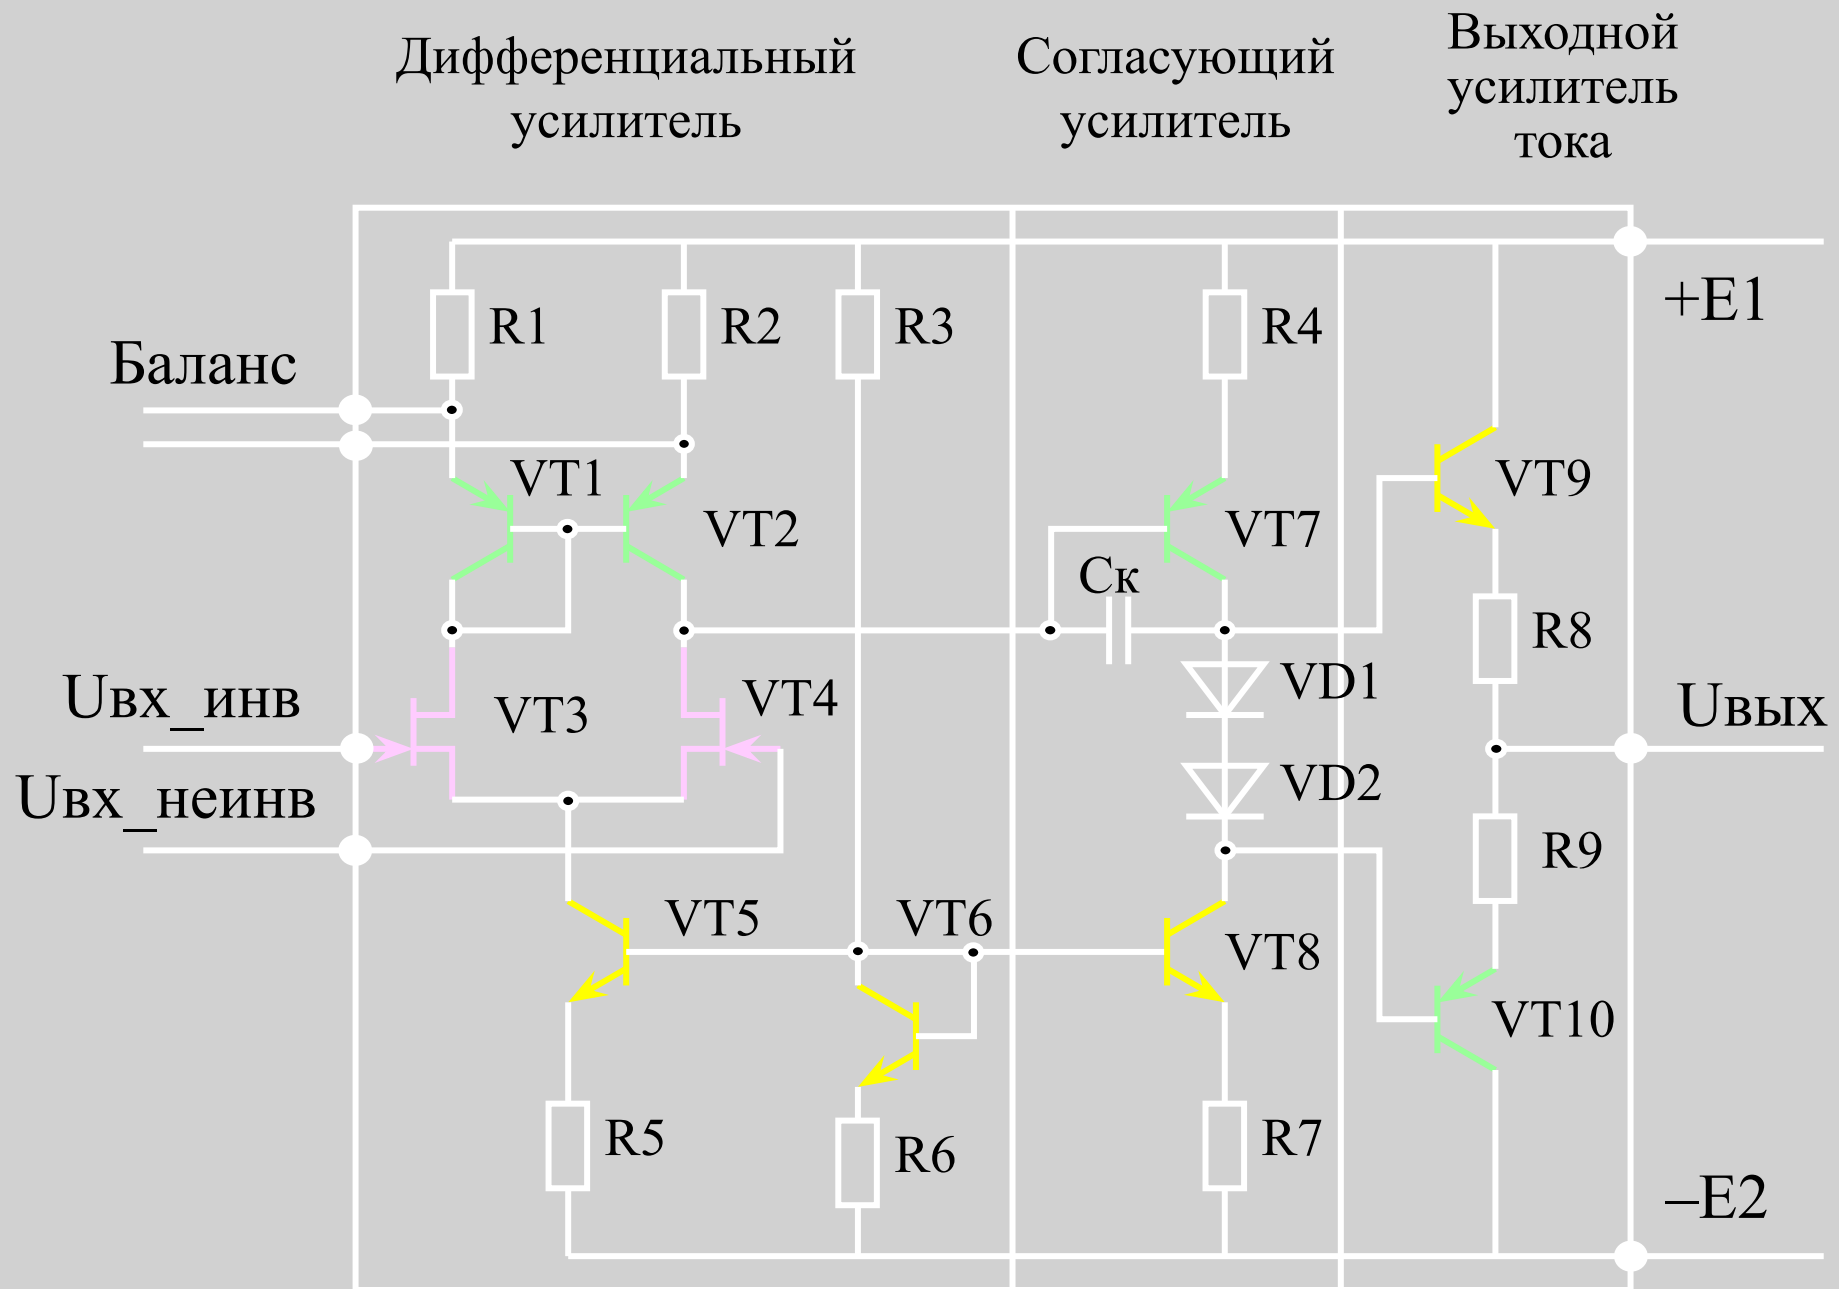 Дифференциальный
усилитель
Согласующий
усилитель
Выходной
усилитель
тока
+E1
R1
R2
R3
R4
Баланс
VT1
VT2
VT7
VT9
Cк
R8
VD1
Uвх_инв
VT3
VT4
Uвых
VD2
Uвх_неинв
R9
VT5
VT6
VT8
VT10
R5
R6
R7
–E2